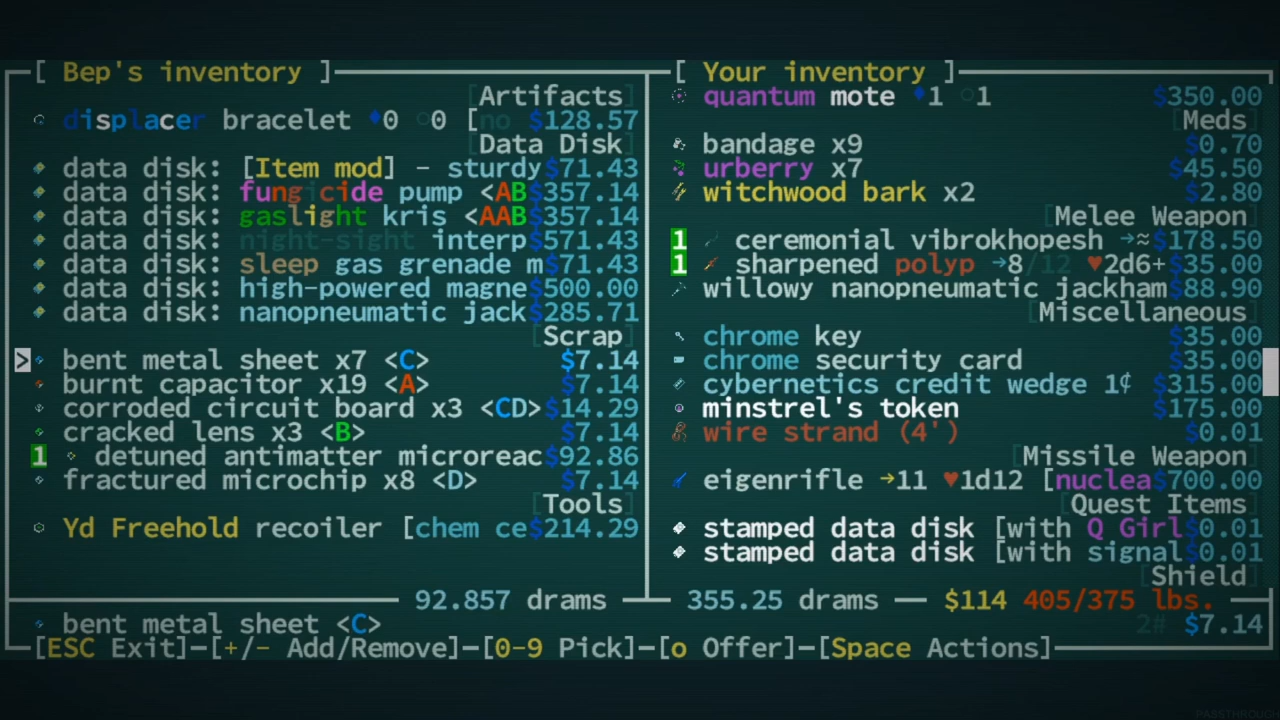 [ Bep's inventory ]
[Artifacts]
displacer bracelet ♦0 ○0 [no $128.57
[Data Disk]
data disk: [Item mod] - sturdy $71.43
data disk: fungicide pump <AB $357.14
data disk: gaslight kris <AAB $357.14
data disk: night-sight interp $571.43
data disk: sleep gas grenade m $71.43
data disk: high-powered magne $500.00
data disk: nanopneumatic jack $285.71
[Scrap]
> bent metal sheet x7 <C> $7.14
burnt capacitor x19 <A> $7.14
corroded circuit board x3 <CD> $14.29
cracked lens x3 <B> $7.14
1 detuned antimatter microreac $92.86
fractured microchip x8 <D> $7.14
[Tools]
Yd Freehold recoiler [chem ce $214.29
92.857 drams
[ Your inventory ]
quantum mote ♦1 ○1 $350.00
[Meds]
bandage x9 $0.70
urberry x7 $45.50
witchwood bark x2 $2.80
[Melee Weapon]
1 ceremonial vibrokhopesh →≈ $178.50
1 sharpened polyp →8/12 ♥2d6+ $35.00
willowy nanopneumatic jackham $88.90
[Miscellaneous]
chrome key $35.00
chrome security card $35.00
cybernetics credit wedge 1¢ $315.00
minstrel's token $175.00
wire strand (4') $0.01
[Missile Weapon]
eigenrifle →11 ♥1d12 [nuclea $700.00
[Quest Items]
stamped data disk [with Q Girl $0.01
stamped data disk [with signal $0.01
[Shield]
355.25 drams — $114 405/375 lbs.
bent metal sheet <C> 2# $7.14
[ESC Exit]-[+/- Add/Remove]-[0-9 Pick]-[o Offer]-[Space Actions]